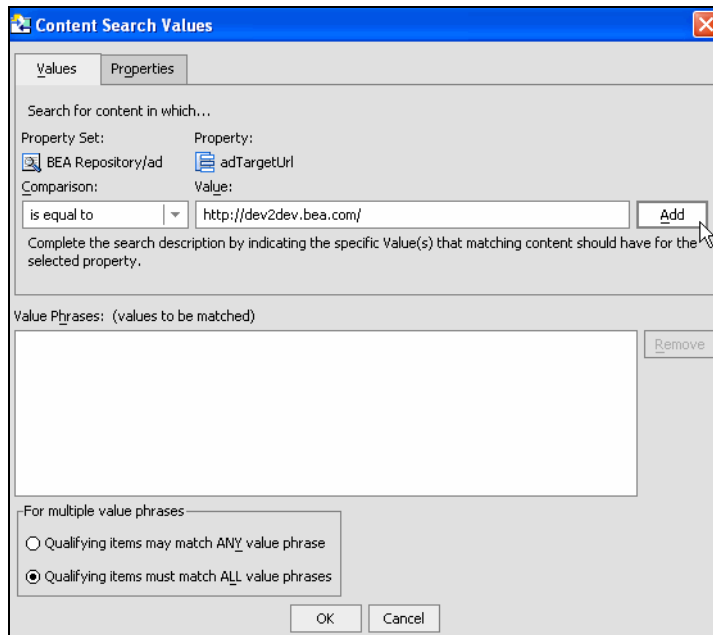 Content Search Values
Values Properties
Search for content in which...
Property Set: Property:
BEA Repository/ad adTargetUrl
Comparison: Value:
is equal to http://dev2dev.bea.com/ Add
Complete the search description by indicating the specific Value(s) that matching content should have for the
selected property.
Value Phrases: (values to be matched)
Remove
For multiple value phrases
Qualifying items may match ANY value phrase
Qualifying items must match ALL value phrases
OK Cancel